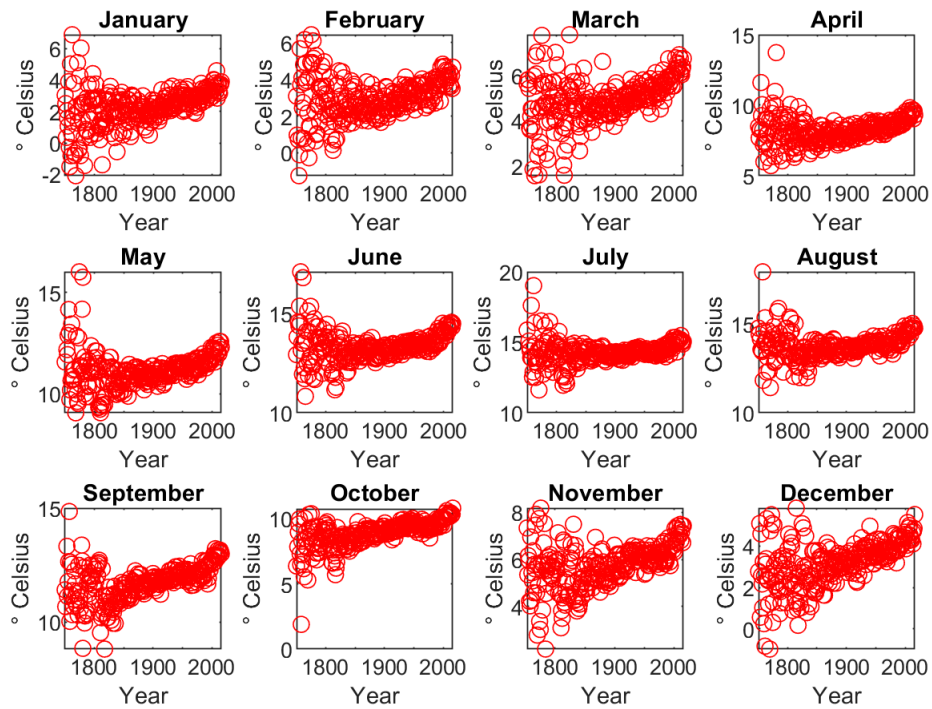 January
6
4
2
0
-2
° Celsius
1800 1900 2000
Year
February
6
4
2
0
° Celsius
1800 1900 2000
Year
March
6
4
2
° Celsius
1800 1900 2000
Year
April
15
10
5
° Celsius
1800 1900 2000
Year
May
15
10
° Celsius
1800 1900 2000
Year
June
15
10
° Celsius
1800 1900 2000
Year
July
20
15
10
° Celsius
1800 1900 2000
Year
August
15
10
° Celsius
1800 1900 2000
Year
September
15
10
° Celsius
1800 1900 2000
Year
October
10
5
0
° Celsius
1800 1900 2000
Year
November
8
6
4
° Celsius
1800 1900 2000
Year
December
4
2
0
° Celsius
1800 1900 2000
Year